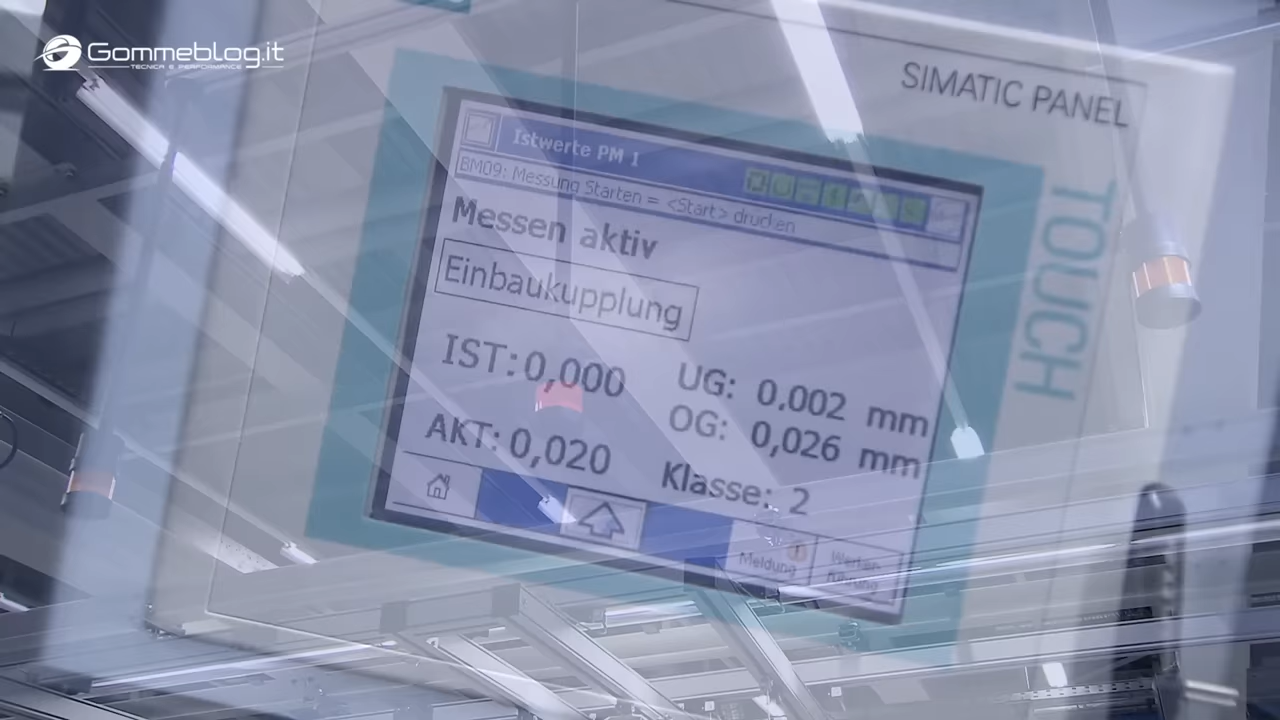 Gommeblog.it
TECNICA E PERFORMANCE
SIMATIC PANEL
TOUCH
Istwerte PM 1
BM09: Messung Starten = <Start> drucken
Messen aktiv
Einbaukupplung
IST: 0,000
UG: 0.002 mm
OG: 0,026 mm
AKT: 0,020
Klasse: 2
Meldung